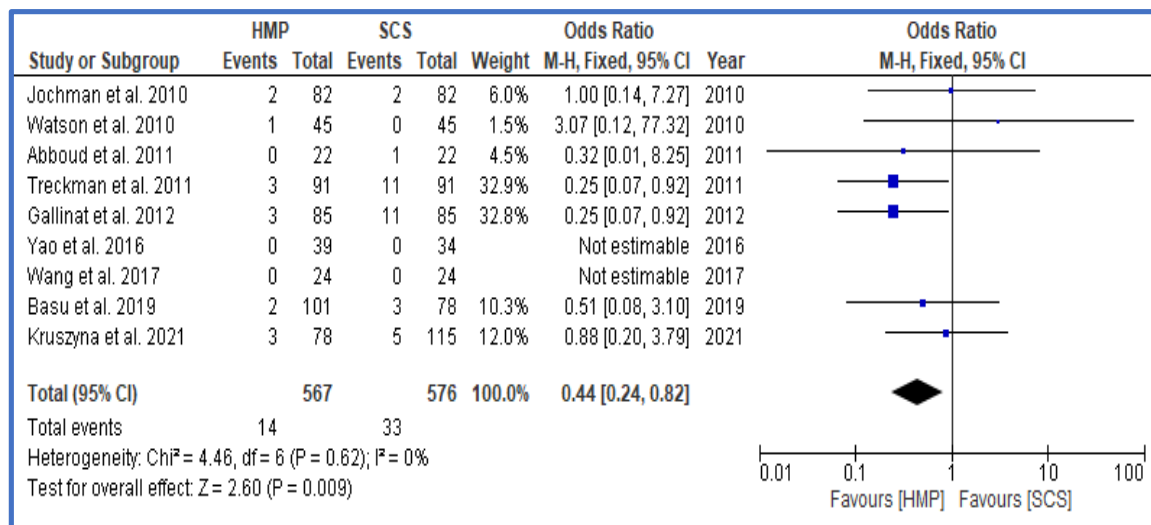 HMP SCS Odds Ratio Odds Ratio
Study or Subgroup Events Total Events Total Weight M-H, Fixed, 95% CI Year M-H, Fixed, 95% CI
Jochman et al. 2010 2 82 2 82 6.0% 1.00 [0.14, 7.27] 2010
Watson et al. 2010 1 45 0 45 1.5% 3.07 [0.12, 77.32] 2010
Abboud et al. 2011 0 22 1 22 4.5% 0.32 [0.01, 8.25] 2011
Treckman et al. 2011 3 91 11 91 32.9% 0.25 [0.07, 0.92] 2011
Gallinat et al. 2012 3 85 11 85 32.8% 0.25 [0.07, 0.92] 2012
Yao et al. 2016 0 39 0 34 Not estimable 2016
Wang et al. 2017 0 24 0 24 Not estimable 2017
Basu et al. 2019 2 101 3 78 10.3% 0.51 [0.08, 3.10] 2019
Kruszyna et al. 2021 3 78 5 115 12.0% 0.88 [0.20, 3.79] 2021
Total (95% CI) 567 576 100.0% 0.44 [0.24, 0.82]
Total events 14 33
Heterogeneity: Chi² = 4.46, df = 6 (P = 0.62); I² = 0%
Test for overall effect: Z = 2.60 (P = 0.009)
0.01 0.1 1 10 100
Favours [HMP] Favours [SCS]